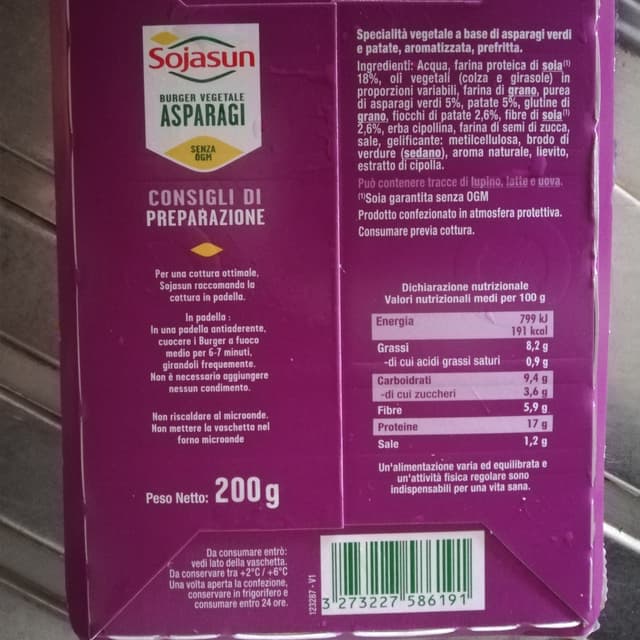 Sojasun
BURGER VEGETALE
ASPARAGI
SENZA
OGM
CONSIGLI DI
PREPARAZIONE
Per una cottura ottimale,
Sojasun raccomanda la
cottura in padella.
In padella :
In una padella antiaderente,
cuocere i Burger a fuoco
medio per 6-7 minuti,
girandoli frequemente.
Non è necessario aggiungere
nessun condimento.
Non riscaldare al microonde.
Non mettere la vaschetta nel
forno microonde
Peso Netto: 200g
Da consumare entrò:
vedi lato della vaschetta.
Da conservare tra +2°C / +6°C
Una volta aperta la confezione,
conservare in frigorifero e
consumare entro 24 ore.
Specialità vegetale a base di asparagi verdi
e patate, aromatizzata, prefritta.
Ingredienti: Acqua, farina proteica di soia(1)
18%, oli vegetali (colza e girasole) in
proporzioni variabili, farina di grano, purea
di asparagi verdi 5%, patate 5%, glutine di
grano, fiocchi di patate 2,6%, fibre di soia(1)
2,6%, erba cipollina, farina di semi di zucca,
sale, gelificante: metilcellulosa, brodo di
verdure (sedano), aroma naturale, lievito,
estratto di cipolla.
Può contenere tracce di lupino, latte e uova.
(1)Soia garantita senza OGM
Prodotto confezionato in atmosfera protettiva.
Consumare previa cottura.
Dichiarazione nutrizionale
Valori nutrizionali medi per 100 g
Energia 799 kJ
191 kcal
Grassi 8,2 g
-di cui acidi grassi saturi 0,9 g
Carboidrati 9,4 g
-di cui zuccheri 3,6 g
Fibre 5,9 g
Proteine 17 g
Sale 1,2 g
Un'alimentazione varia ed equilibrata e
un'attività fisica regolare sono
indispensabili per una vita sana.
123287 - V1
3 273227 586191